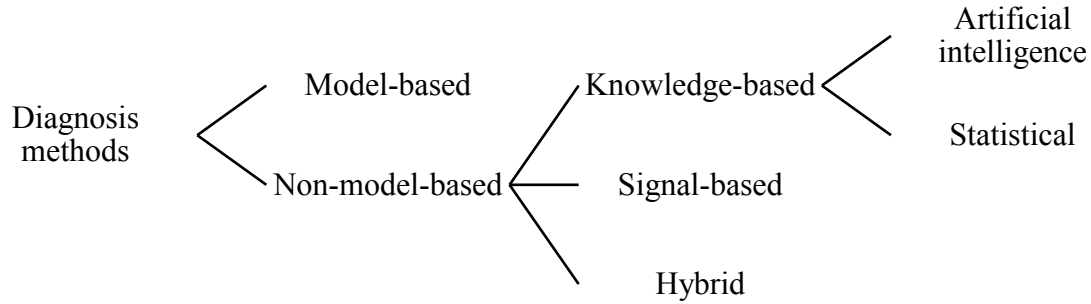 Diagnosis
methods
Model-based
Non-model-based
Knowledge-based
Signal-based
Hybrid
Artificial
intelligence
Statistical